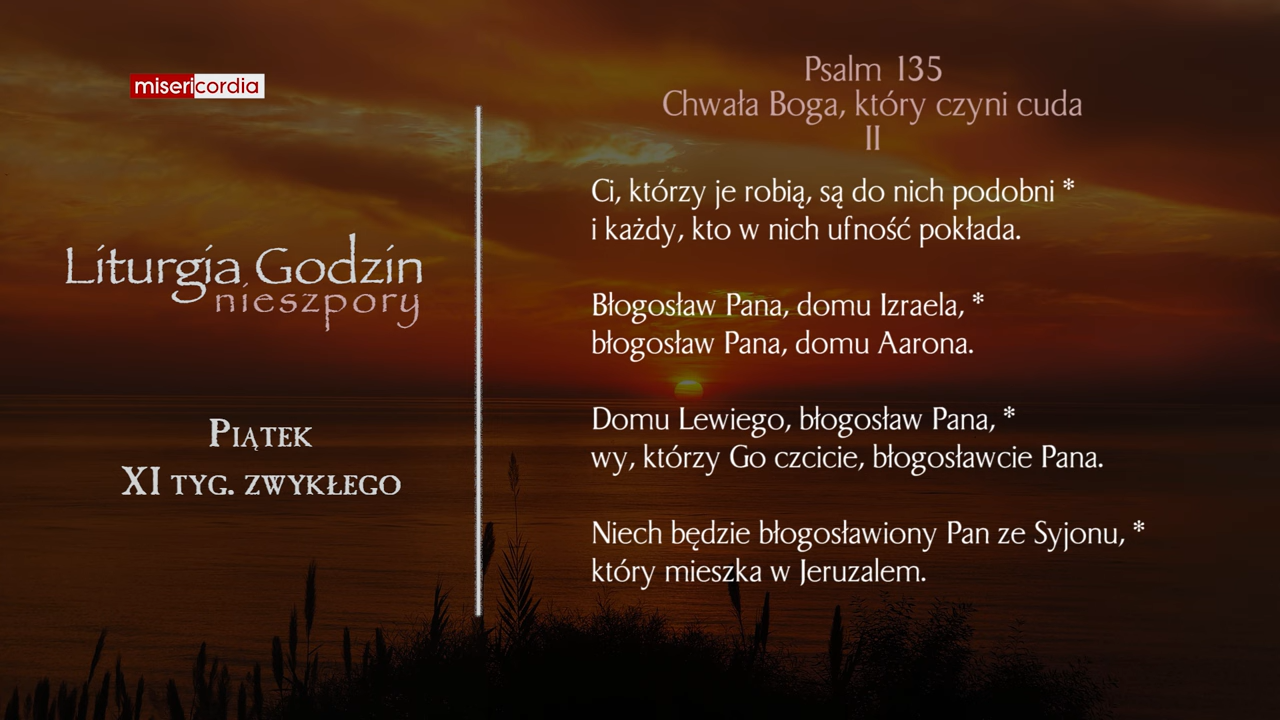 misericordia
Liturgia Godzin
nieszpory
Piątek
XI tyg. zwykłego
Psalm 135
Chwała Boga, który czyni cuda
II
Ci, którzy je robią, są do nich podobni *
i każdy, kto w nich ufność pokłada.
Błogosław Pana, domu Izraela, *
błogosław Pana, domu Aarona.
Domu Lewiego, błogosław Pana, *
wy, którzy Go czcicie, błogosławcie Pana.
Niech będzie błogosławiony Pan ze Syjonu, *
który mieszka w Jeruzalem.